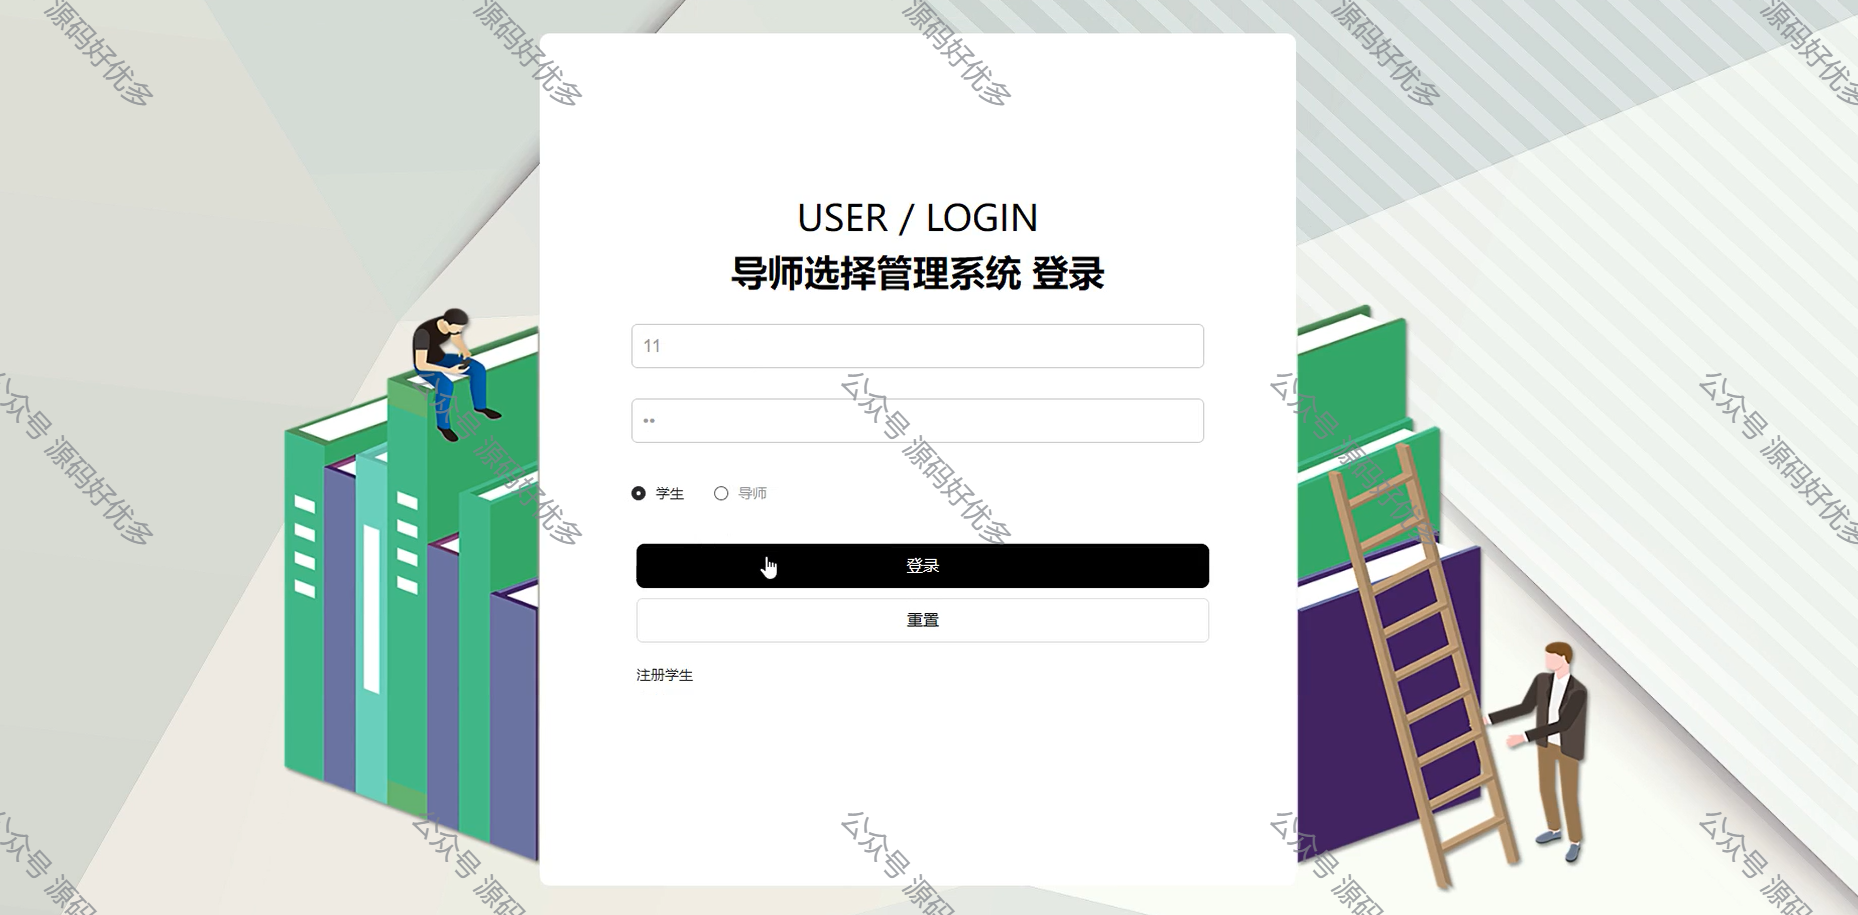 源码好优多
源码好优多
源码好优多
源码好优多
源码好优多
USER / LOGIN
导师选择管理系统 登录
11
••
公众号 源码好优多
公众号 源码好优多
公众号 源码好优多
公众号 源码好优多
公众号 源码好优多
学生
导师
登录
重置
注册学生
公众号 源码
公众号 源码
公众号 源码
公众号 源码
公众号 源码